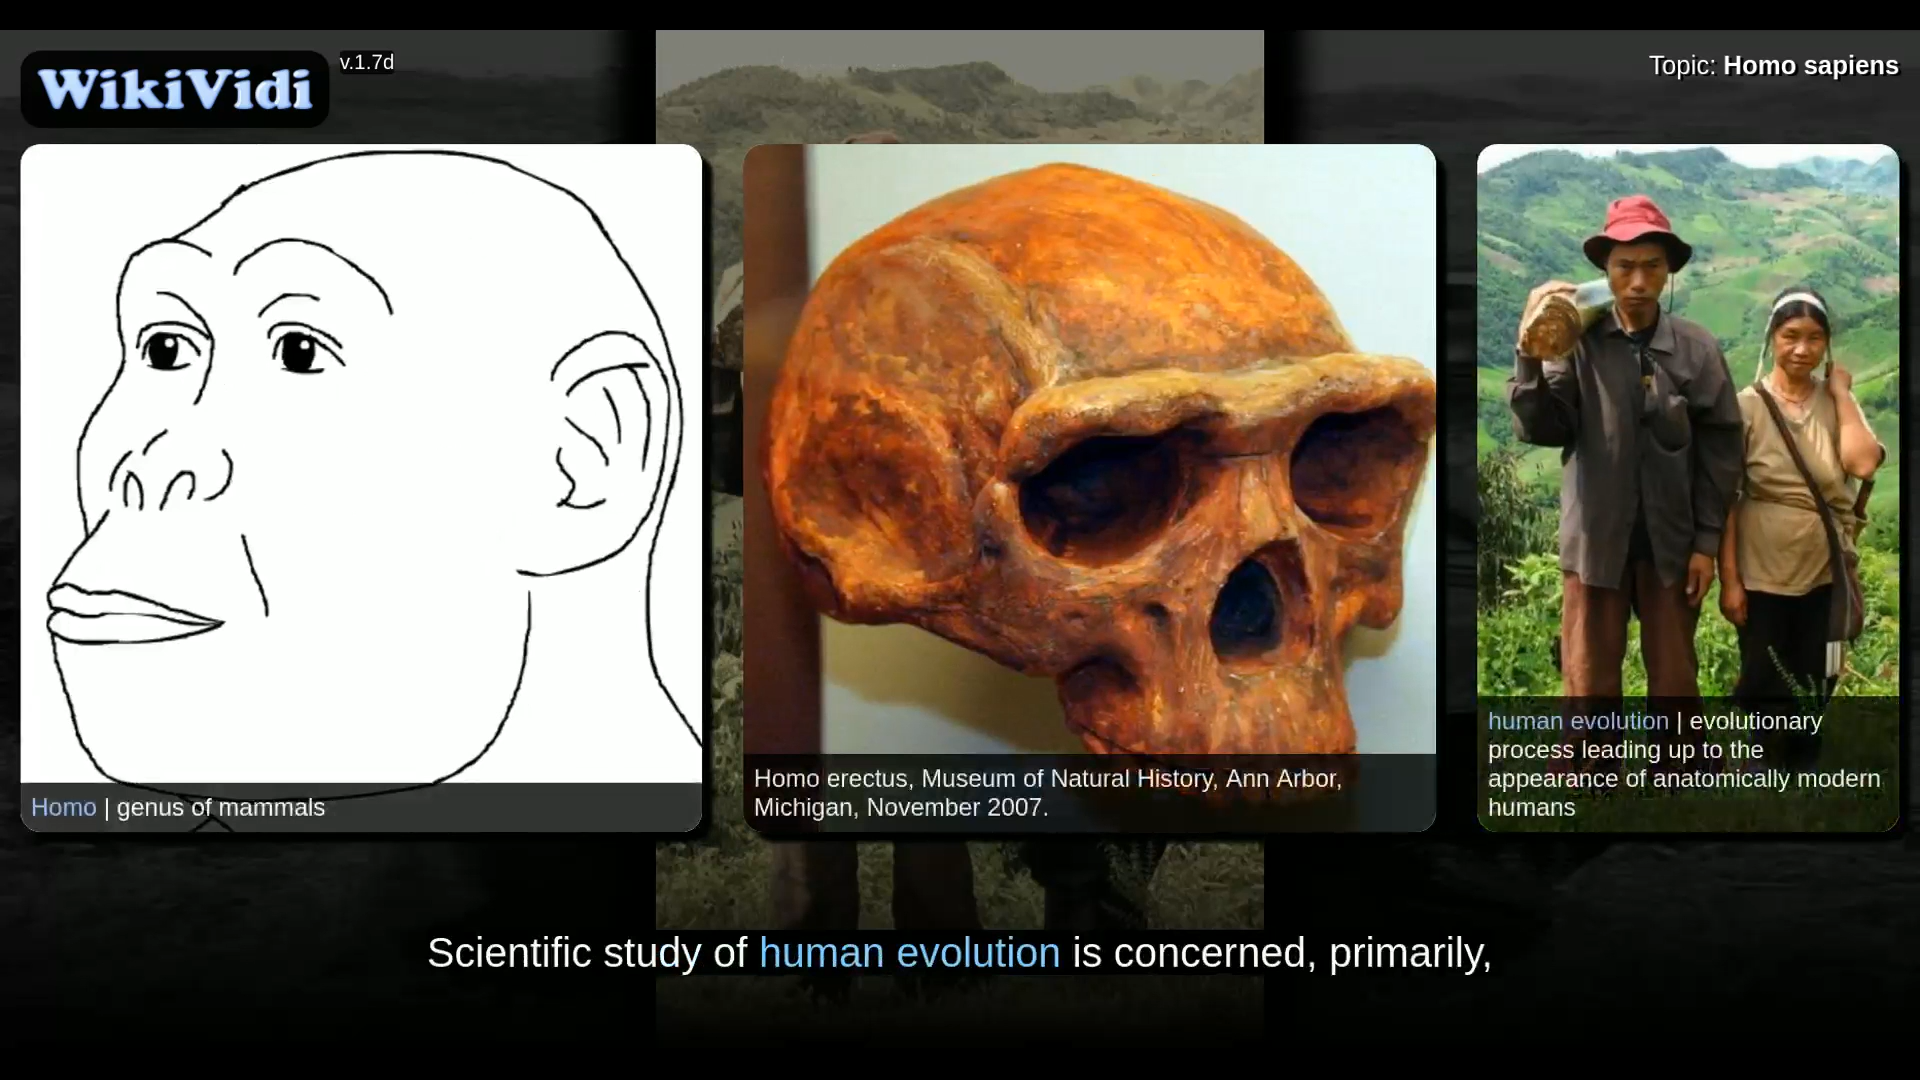 WikiVidi
v.1.7d
Topic: Homo sapiens
Homo | genus of mammals
Homo erectus, Museum of Natural History, Ann Arbor,
Michigan, November 2007.
human evolution | evolutionary
process leading up to the
appearance of anatomically modern
humans
Scientific study of human evolution is concerned, primarily,